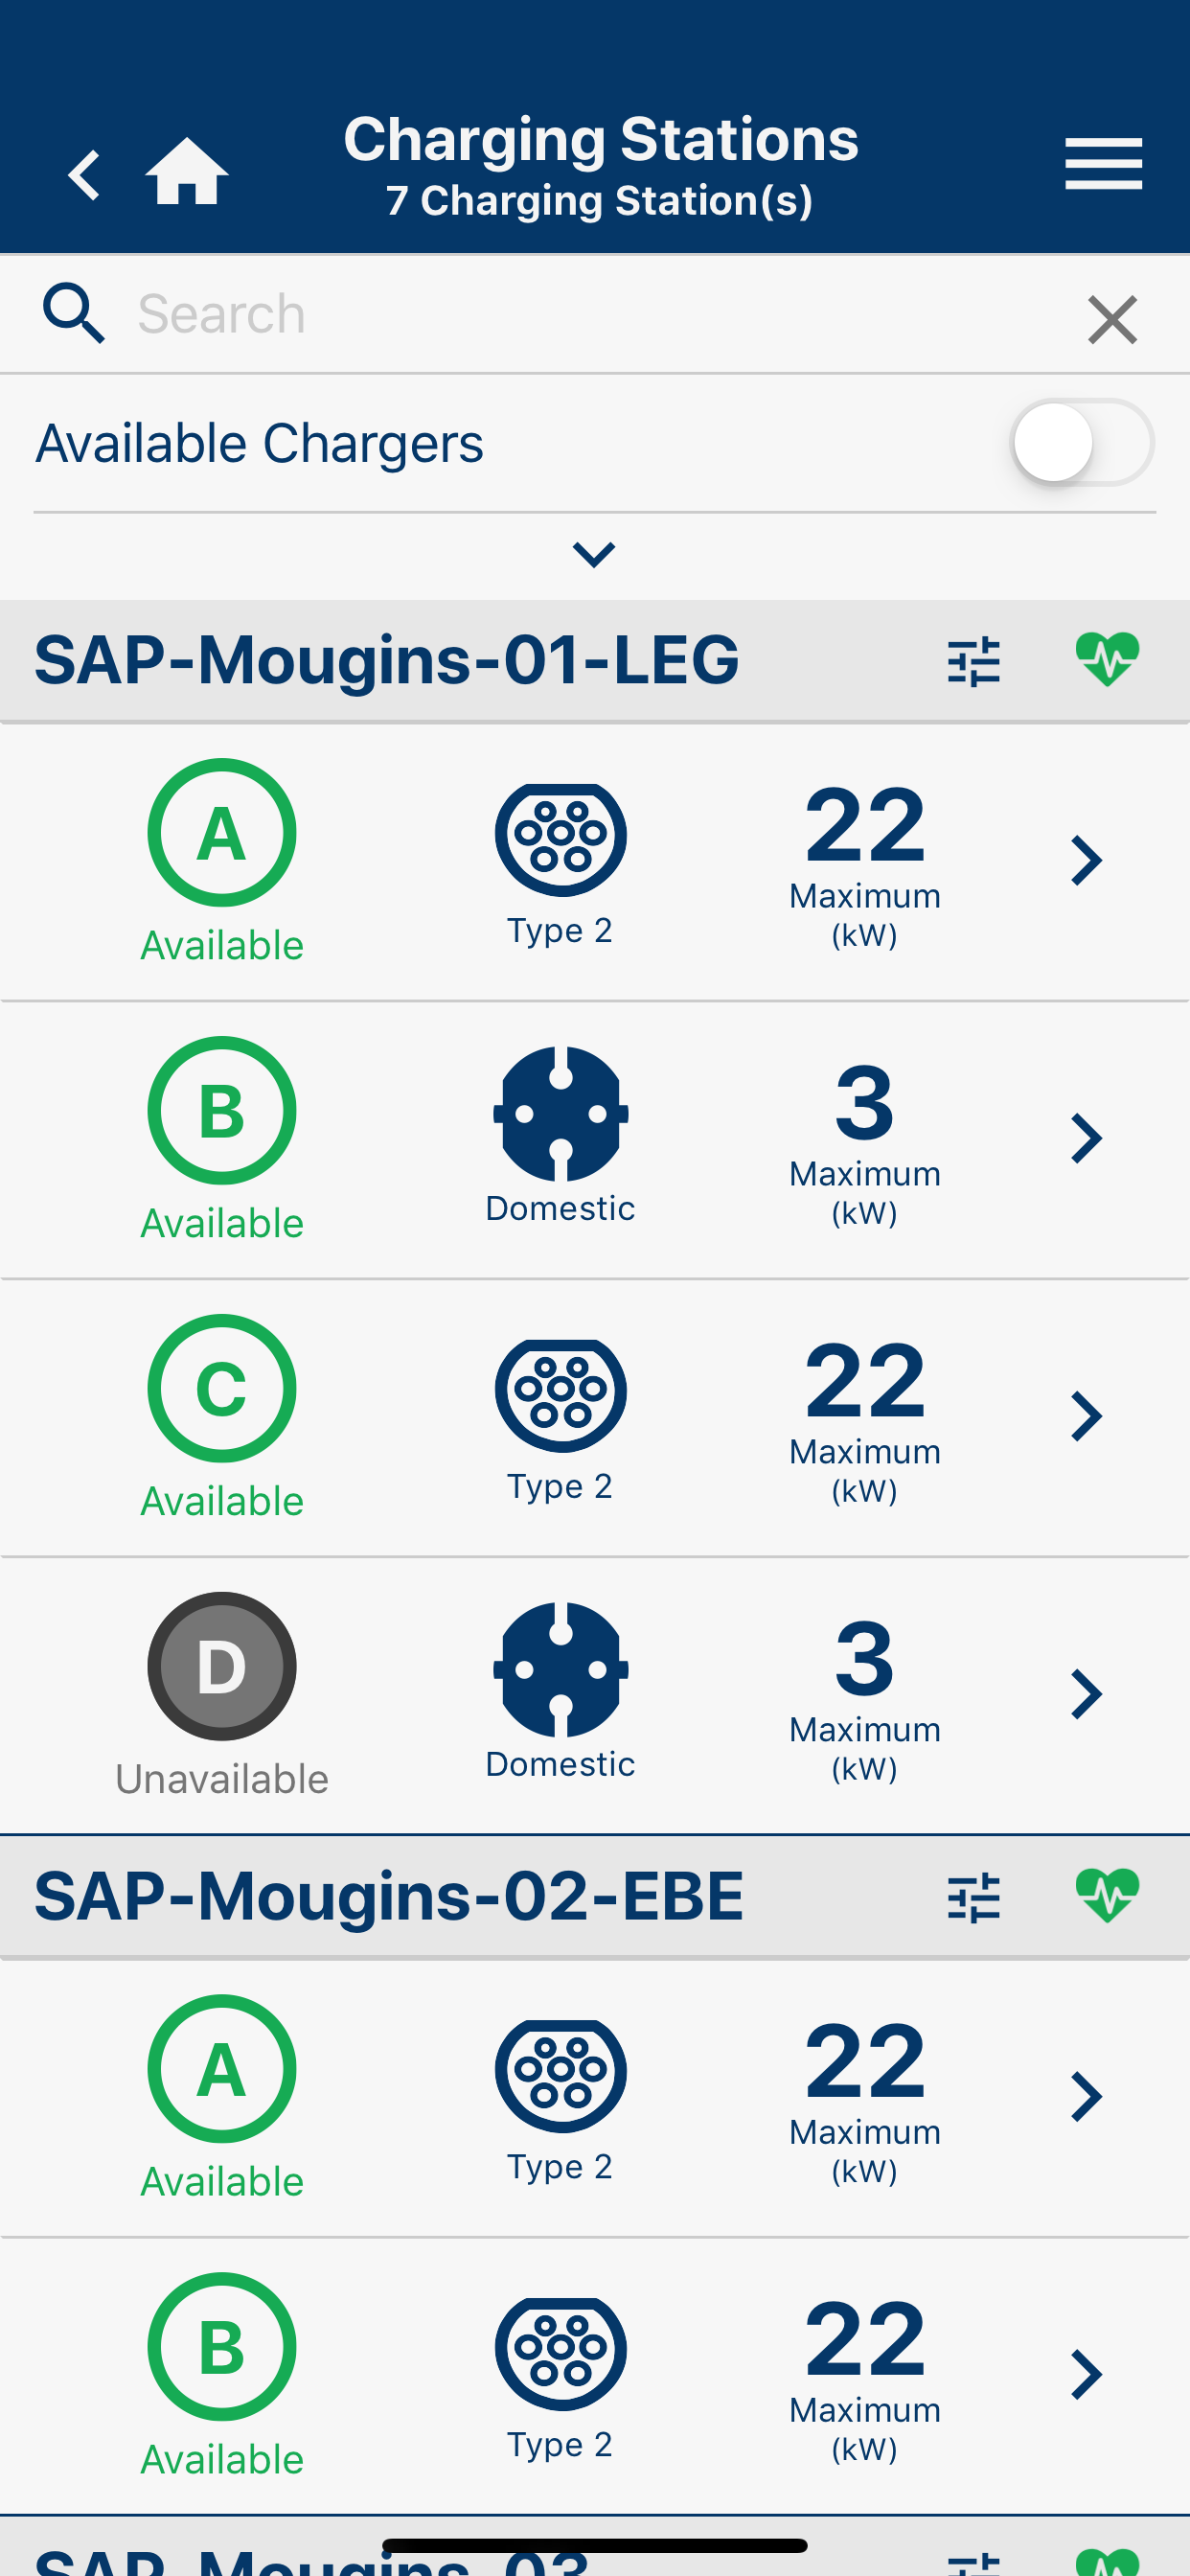 Charging Stations
7 Charging Station(s)
Search
Available Chargers
SAP-Mougins-01-LEG
A
Available
Type 2
22
Maximum
(kW)
B
Available
Domestic
3
Maximum
(kW)
C
Available
Type 2
22
Maximum
(kW)
D
Unavailable
Domestic
3
Maximum
(kW)
SAP-Mougins-02-EBE
A
Available
Type 2
22
Maximum
(kW)
B
Available
Type 2
22
Maximum
(kW)
SAP-Mougins-03